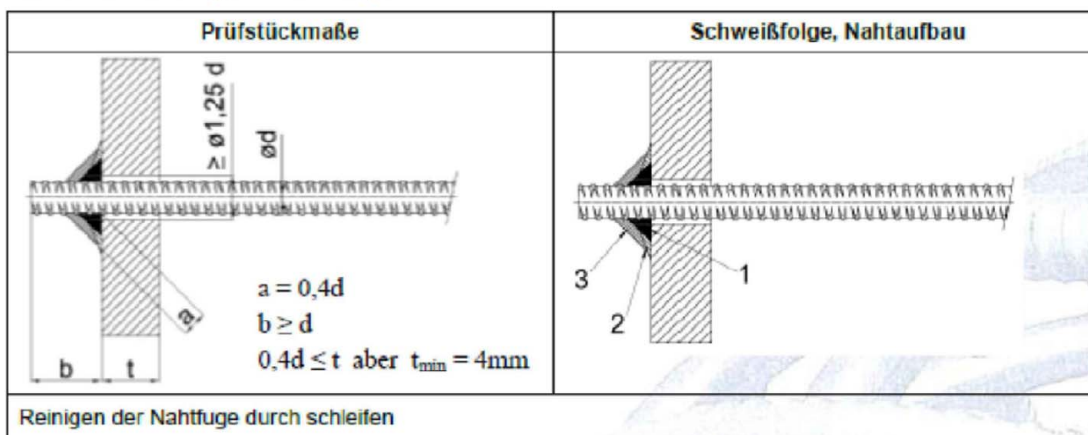 Prüfstückmaße
Schweißfolge, Nahtaufbau
≥ ø1,25 d
ød
a
b
t
a = 0,4d
b ≥ d
0,4d ≤ t aber tmin = 4mm
3
2
1
Reinigen der Nahtfuge durch schleifen